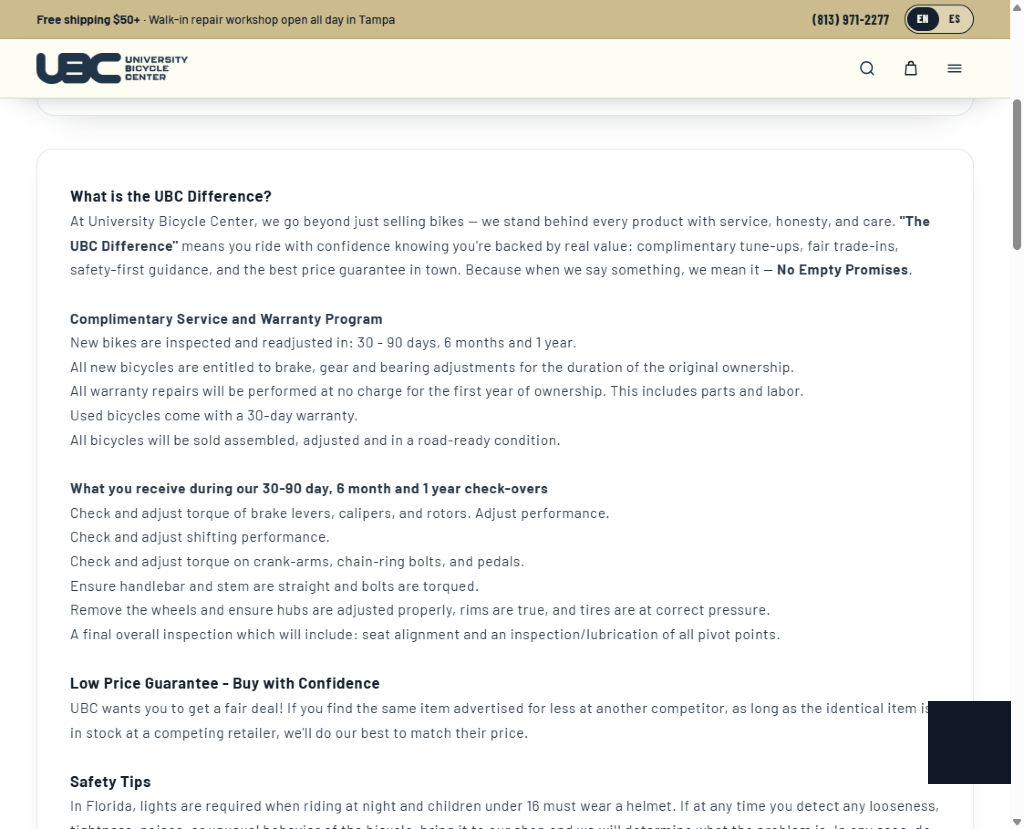 Free shipping $50+ · Walk-in repair workshop open all day in Tampa
(813) 971-2277
EN ES
UBC UNIVERSITY BICYCLE CENTER
What is the UBC Difference?
At University Bicycle Center, we go beyond just selling bikes — we stand behind every product with service, honesty, and care. "The
UBC Difference" means you ride with confidence knowing you're backed by real value: complimentary tune-ups, fair trade-ins,
safety-first guidance, and the best price guarantee in town. Because when we say something, we mean it — No Empty Promises.
Complimentary Service and Warranty Program
New bikes are inspected and readjusted in: 30 - 90 days, 6 months and 1 year.
All new bicycles are entitled to brake, gear and bearing adjustments for the duration of the original ownership.
All warranty repairs will be performed at no charge for the first year of ownership. This includes parts and labor.
Used bicycles come with a 30-day warranty.
All bicycles will be sold assembled, adjusted and in a road-ready condition.
What you receive during our 30-90 day, 6 month and 1 year check-overs
Check and adjust torque of brake levers, calipers, and rotors. Adjust performance.
Check and adjust shifting performance.
Check and adjust torque on crank-arms, chain-ring bolts, and pedals.
Ensure handlebar and stem are straight and bolts are torqued.
Remove the wheels and ensure hubs are adjusted properly, rims are true, and tires are at correct pressure.
A final overall inspection which will include: seat alignment and an inspection/lubrication of all pivot points.
Low Price Guarantee - Buy with Confidence
UBC wants you to get a fair deal! If you find the same item advertised for less at another competitor, as long as the identical item is
in stock at a competing retailer, we'll do our best to match their price.
Safety Tips
In Florida, lights are required when riding at night and children under 16 must wear a helmet. If at any time you detect any looseness,